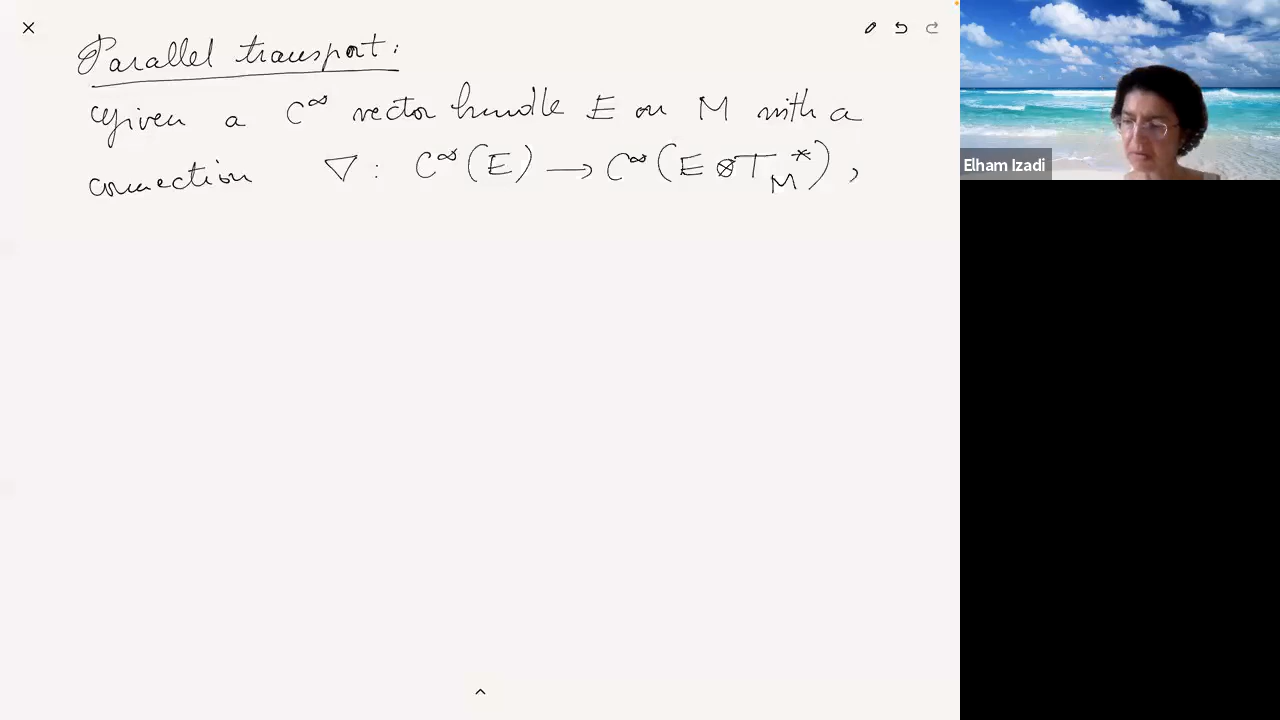 Parallel transport:
Given a C^∞ vector bundle E on M with a
connection ∇ : C^∞(E) ⟶ C^∞(E ⊗ T_M^*) ,
Elham Izadi